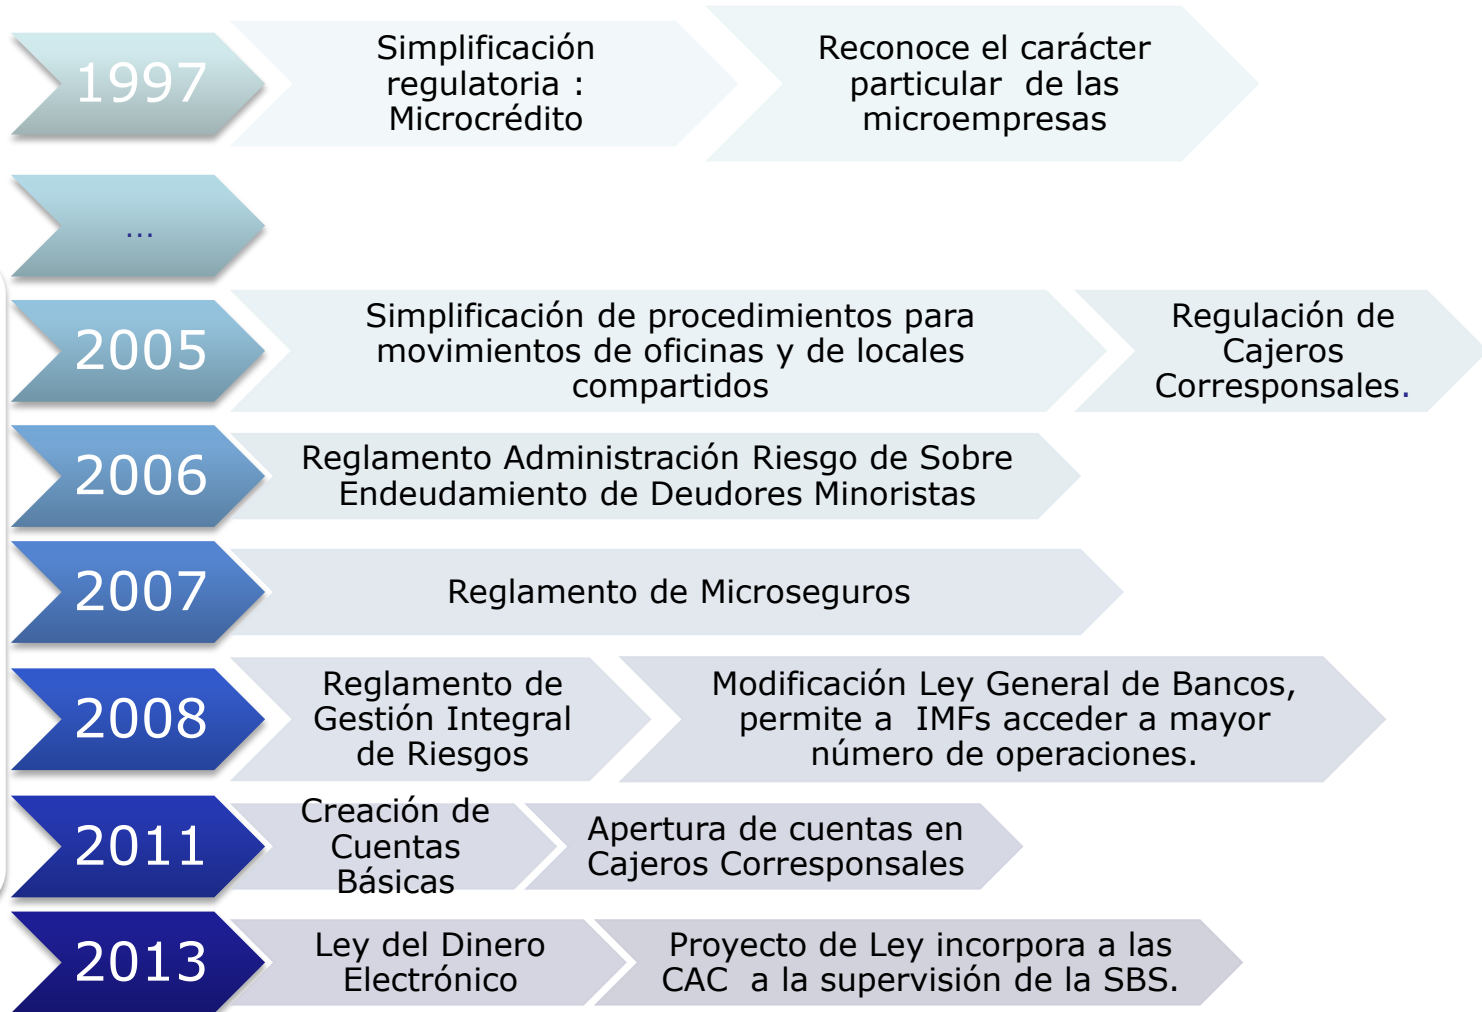 1997
Simplificación
regulatoria :
Microcrédito
Reconoce el carácter
particular de las
microempresas
...
2005
Simplificación de procedimientos para
movimientos de oficinas y de locales
compartidos
Regulación de
Cajeros
Corresponsales.
2006
Reglamento Administración Riesgo de Sobre
Endeudamiento de Deudores Minoristas
2007
Reglamento de Microseguros
2008
Reglamento de
Gestión Integral
de Riesgos
Modificación Ley General de Bancos,
permite a IMFs acceder a mayor
número de operaciones.
2011
Creación de
Cuentas
Básicas
Apertura de cuentas en
Cajeros Corresponsales
2013
Ley del Dinero
Electrónico
Proyecto de Ley incorpora a las
CAC a la supervisión de la SBS.